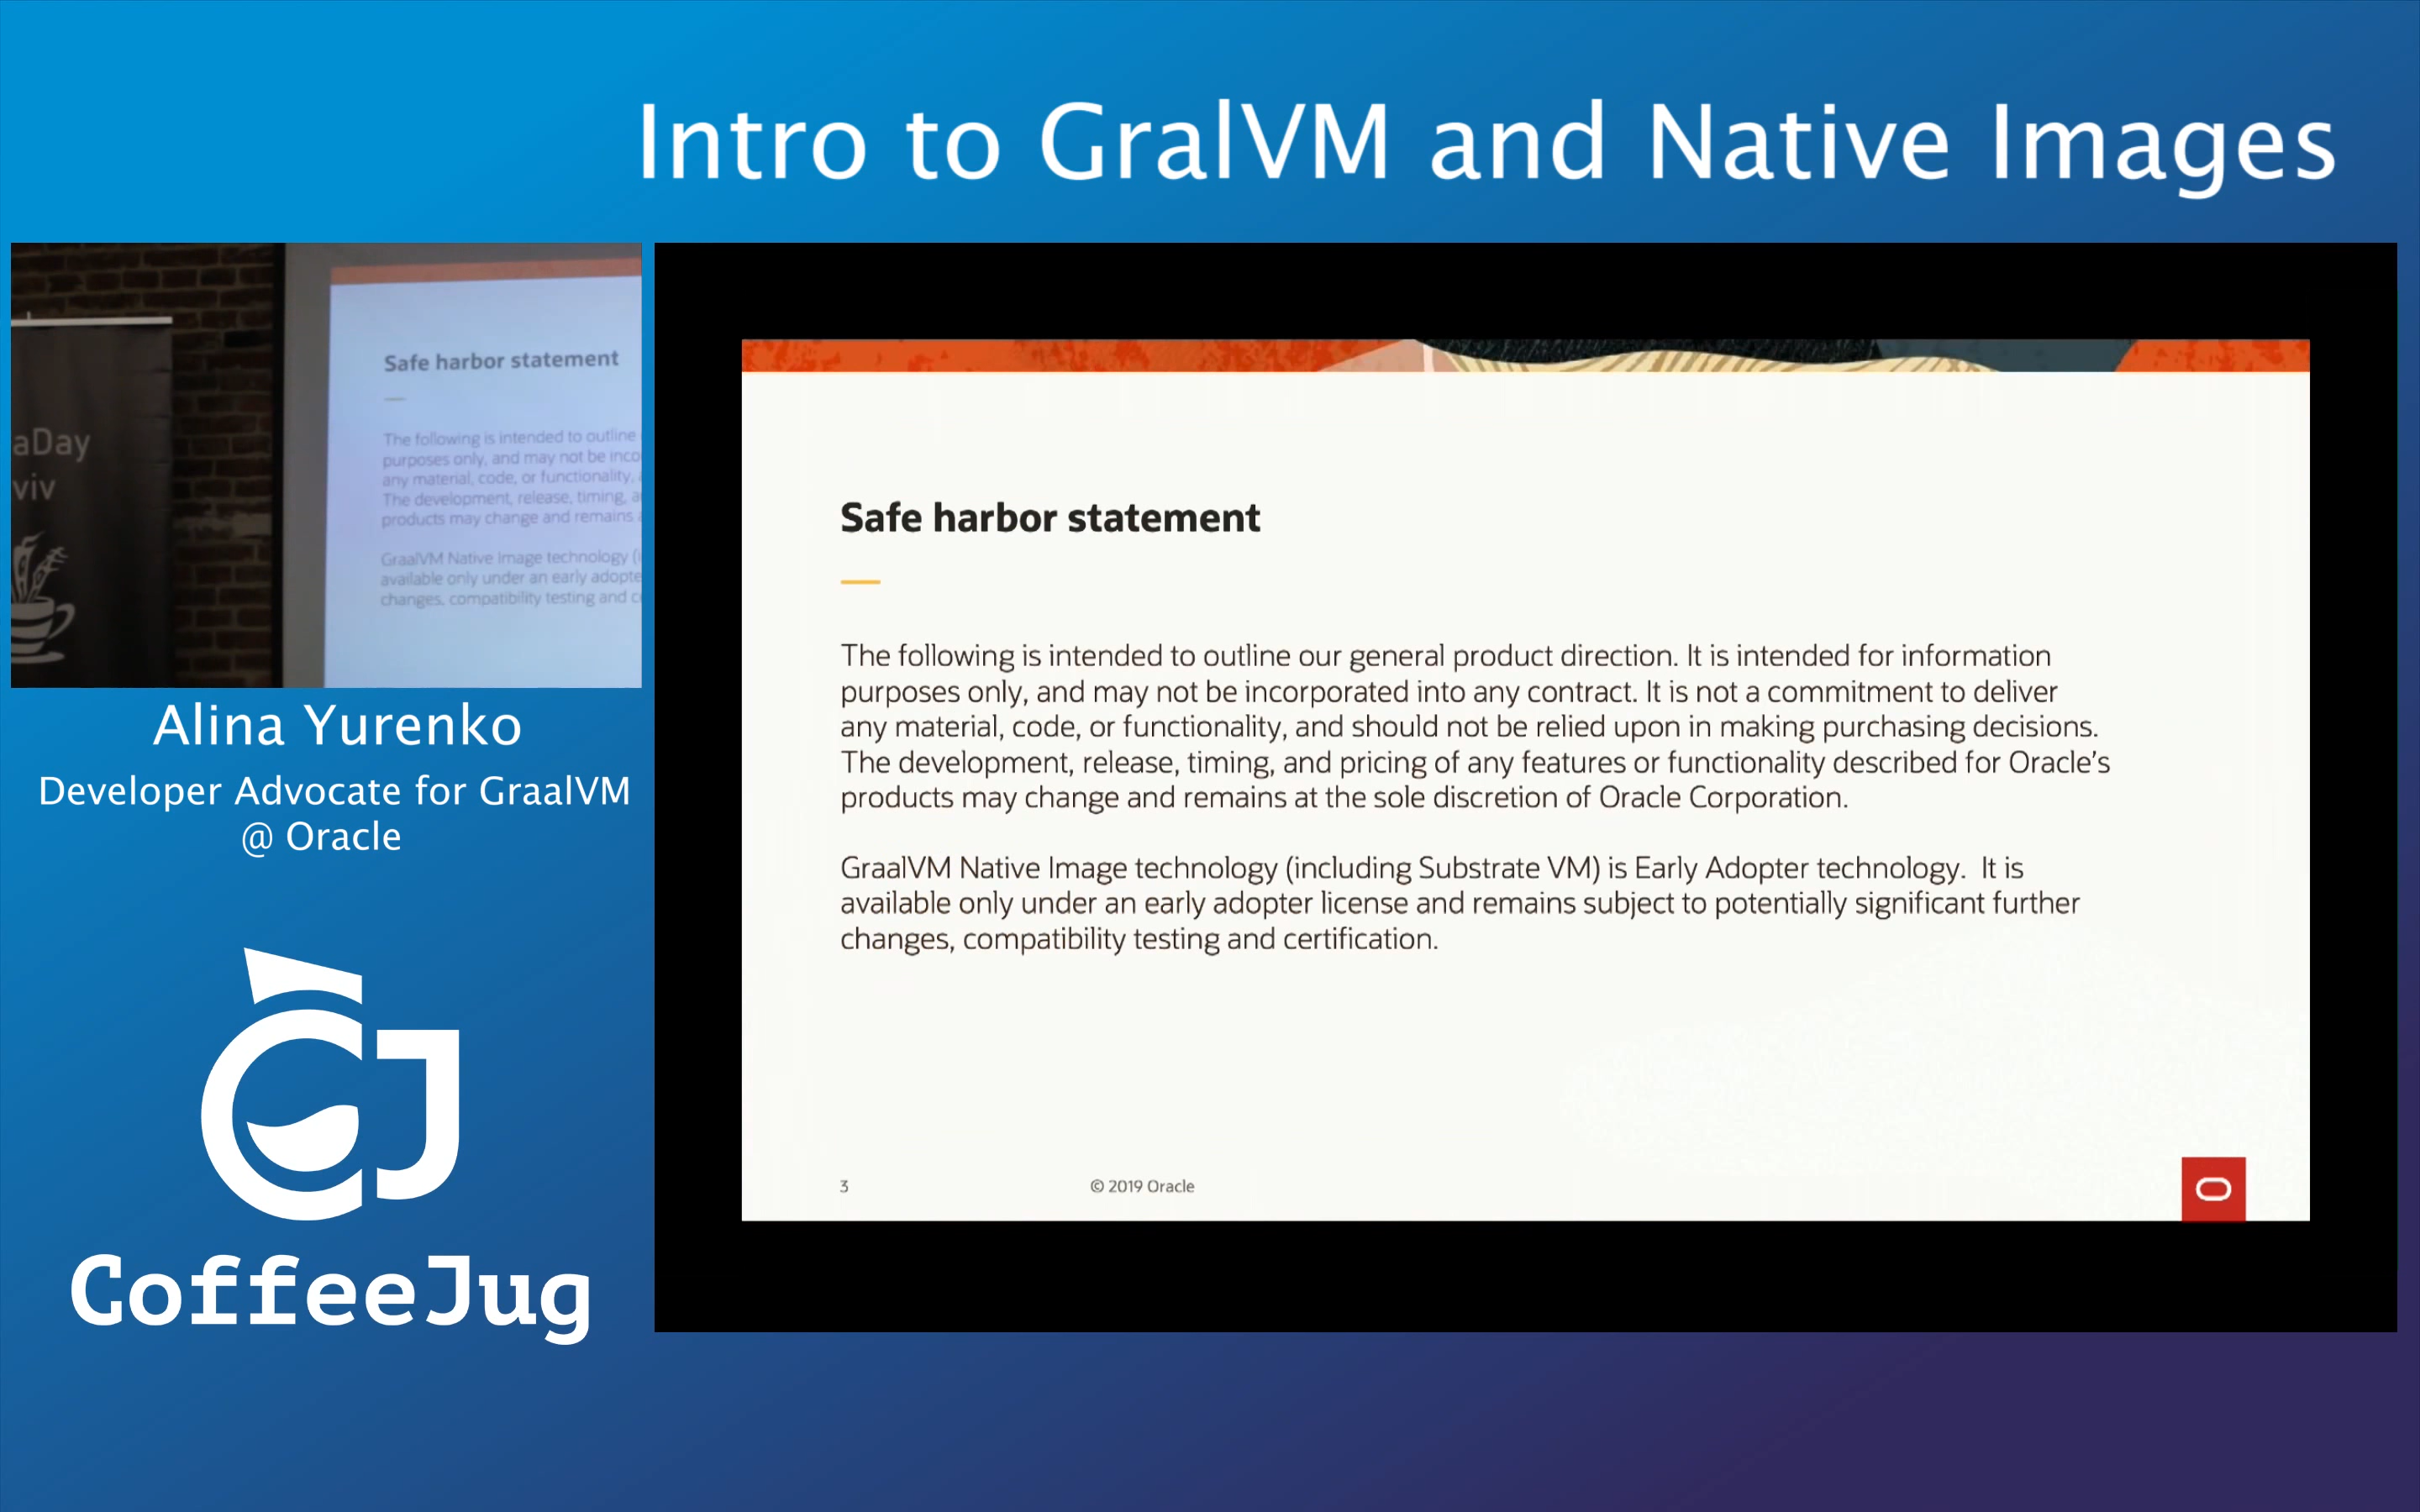 Intro to GralVM and Native Images
aDay
viv
Safe harbor statement
The following is intended to outline
purposes only, and may not be inco
any material, code, or functionality,
The development, release, timing, a
products may change and remains
GraalVM Native Image technology (i
available only under an early adopte
changes, compatibility testing and c
Alina Yurenko
Developer Advocate for GraalVM
@ Oracle
CJ
CoffeeJug
Safe harbor statement
The following is intended to outline our general product direction. It is intended for information
purposes only, and may not be incorporated into any contract. It is not a commitment to deliver
any material, code, or functionality, and should not be relied upon in making purchasing decisions.
The development, release, timing, and pricing of any features or functionality described for Oracle’s
products may change and remains at the sole discretion of Oracle Corporation.
GraalVM Native Image technology (including Substrate VM) is Early Adopter technology.  It is
available only under an early adopter license and remains subject to potentially significant further
changes, compatibility testing and certification.
3
© 2019 Oracle